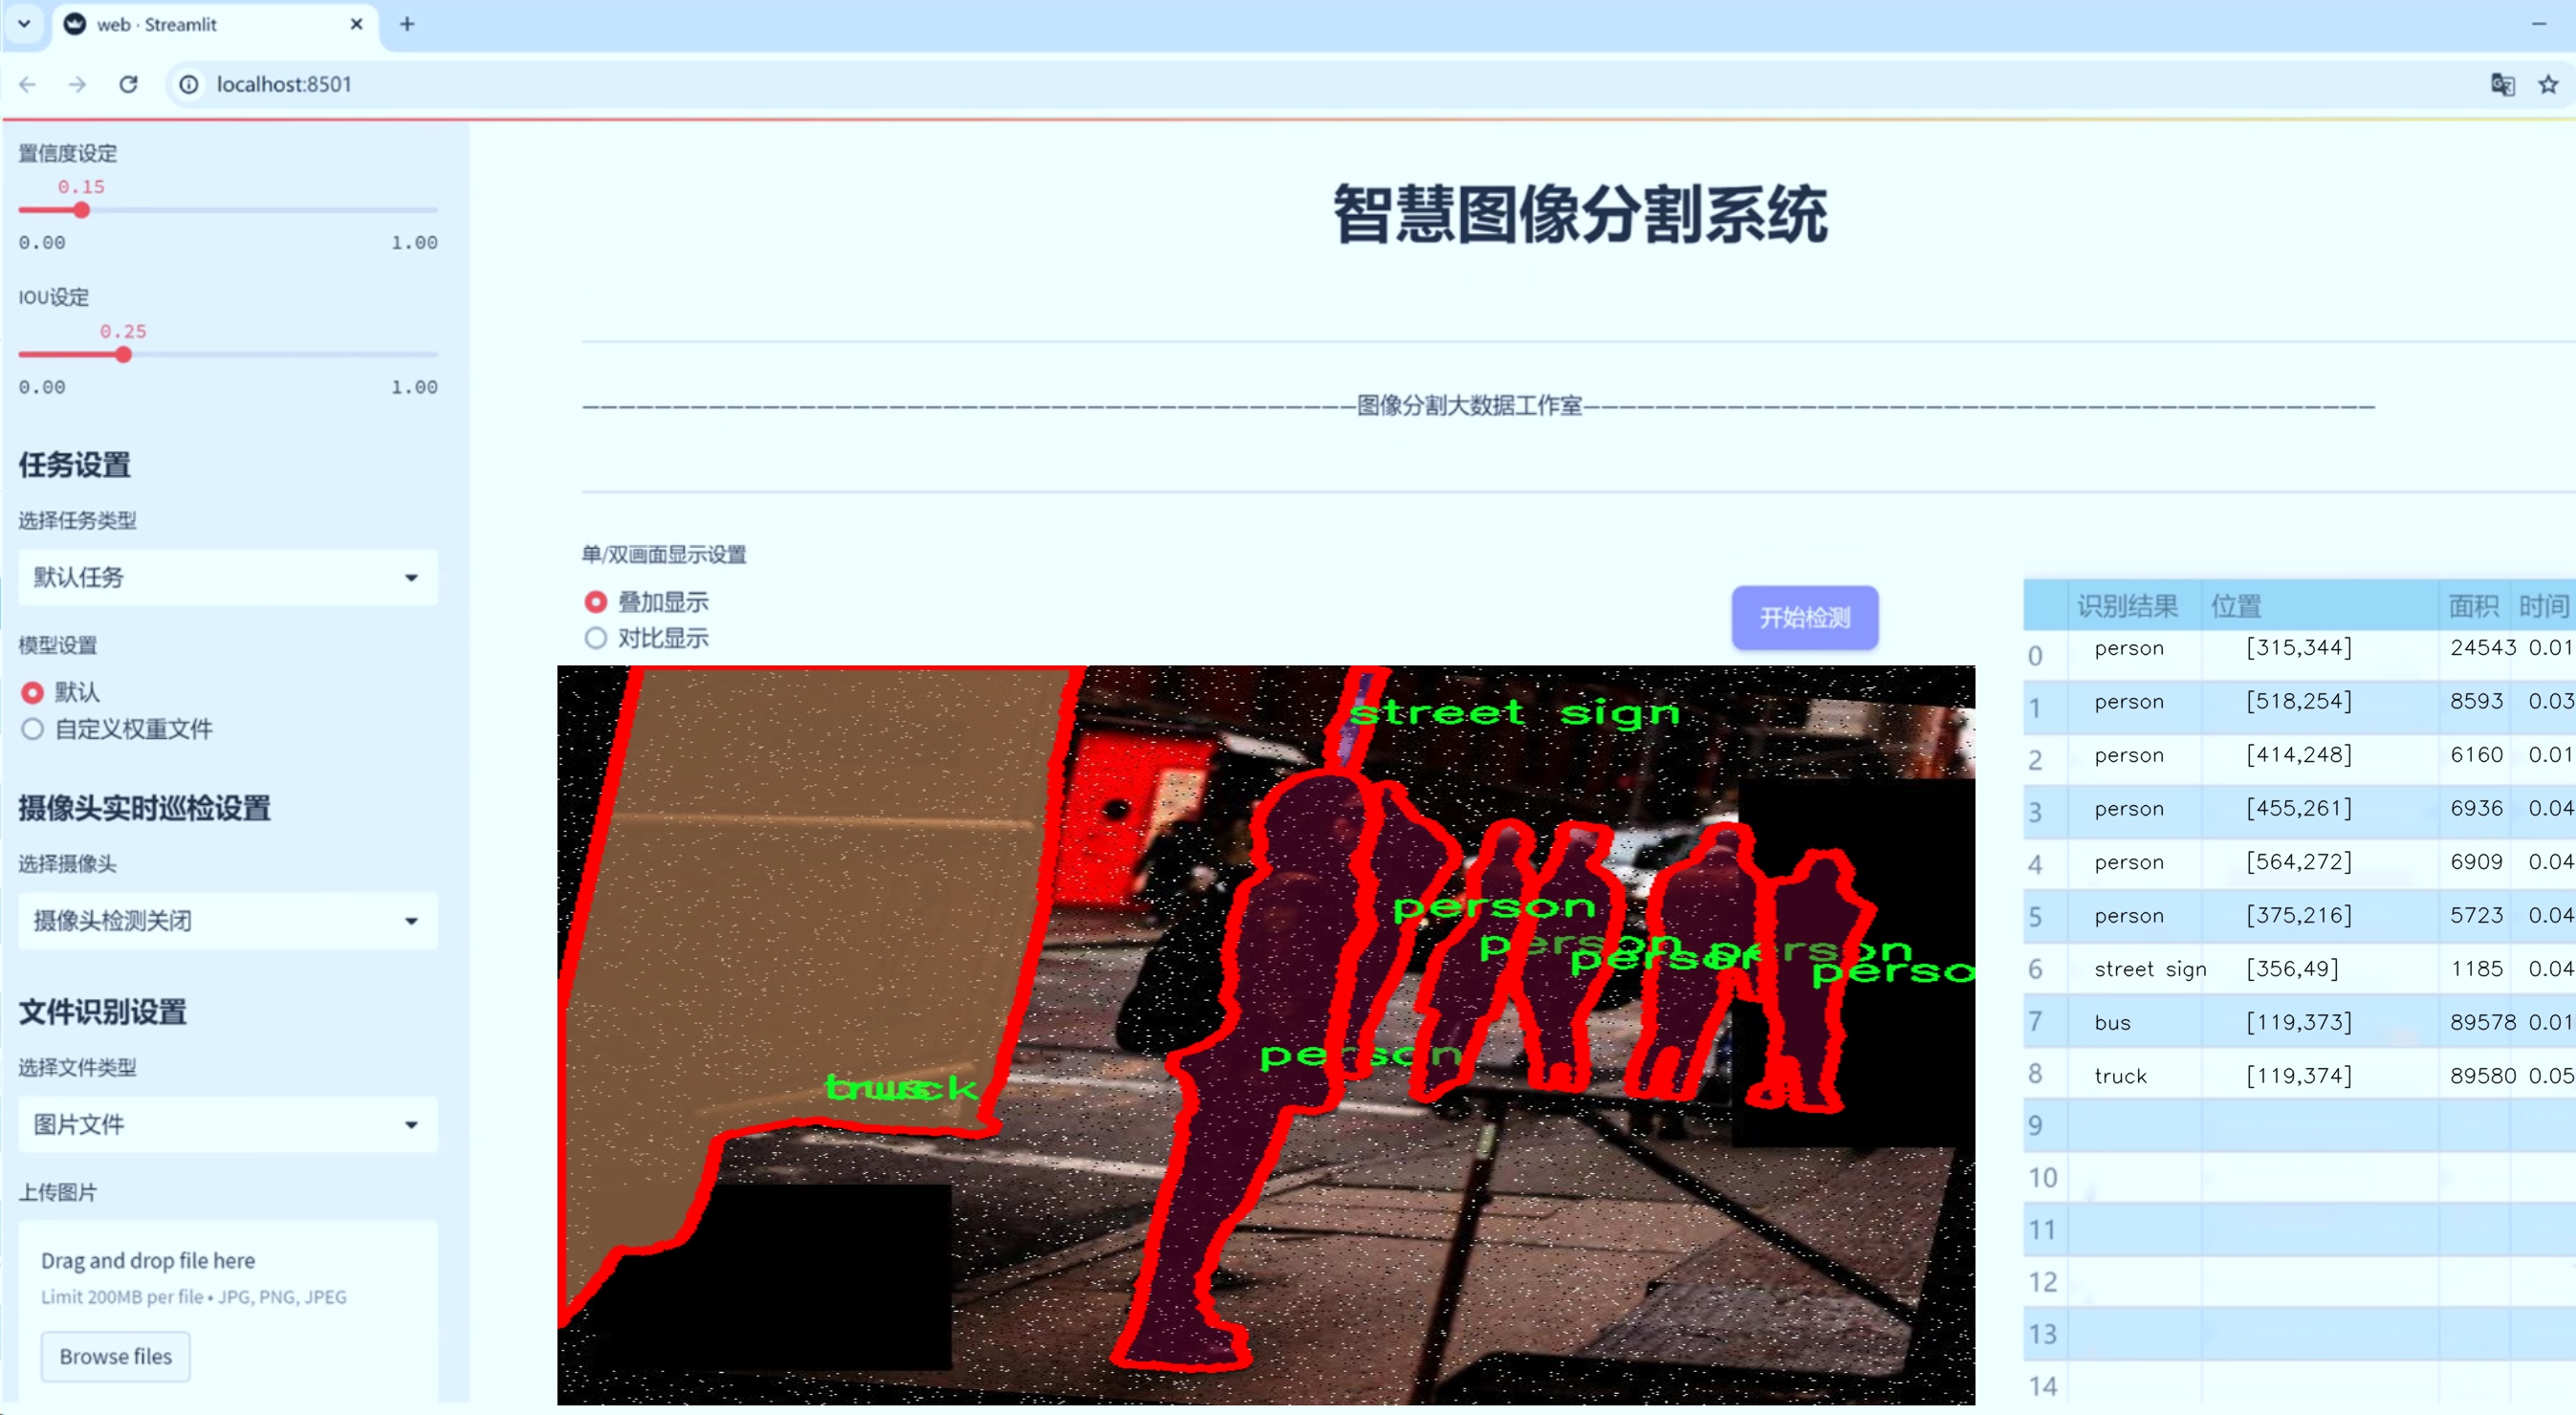 web · Streamlit
localhost:8501
置信度设定
0.15
0.00 1.00
IOU设定
0.25
0.00 1.00
任务设置
选择任务类型
默认任务
模型设置
默认
自定义权重文件
摄像头实时巡检设置
选择摄像头
摄像头检测关闭
文件识别设置
选择文件类型
图片文件
上传图片
Drag and drop file here
Limit 200MB per file • JPG, PNG, JPEG
Browse files
智慧图像分割系统
图像分割大数据工作室
单/双画面显示设置
叠加显示
对比显示
开始检测
street sign
person
person
person
person
perso
person
truck
识别结果 位置 面积 时间
0 person [315,344] 24543 0.01
1 person [518,254] 8593 0.03
2 person [414,248] 6160 0.01
3 person [455,261] 6936 0.04
4 person [564,272] 6909 0.04
5 person [375,216] 5723 0.04
6 street sign [356,49] 1185 0.04
7 bus [119,373] 89578 0.01
8 truck [119,374] 89580 0.05
9
10
11
12
13
14